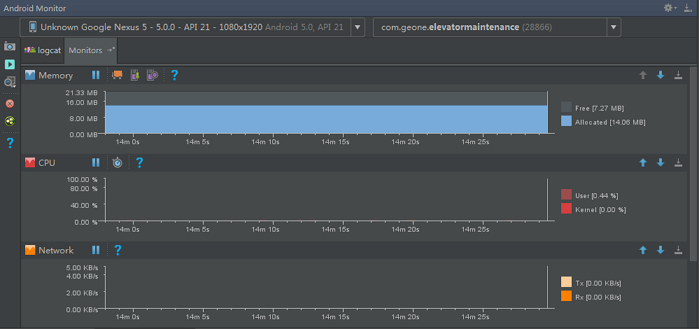 Android Monitor
Unknown Google Nexus 5 - 5.0.0 - API 21 - 1080x1920 Android 5.0, API 21
com.geone.elevatormaintenance (28866)
logcat
Monitors
Memory
21.33 MB
16.00 MB
8.00 MB
0.00 MB
Free [7.27 MB]
Allocated [14.06 MB]
14m 0s 14m 5s 14m 10s 14m 15s 14m 20s 14m 25s
CPU
100.00 %
80.00 %
40.00 %
0.00 %
User [0.44 %]
Kernel [0.00 %]
14m 0s 14m 5s 14m 10s 14m 15s 14m 20s 14m 25s
Network
5.00 KB/s
4.00 KB/s
2.00 KB/s
0.00 KB/s
Tx [0.00 KB/s]
Rx [0.00 KB/s]
14m 0s 14m 5s 14m 10s 14m 15s 14m 20s 14m 25s